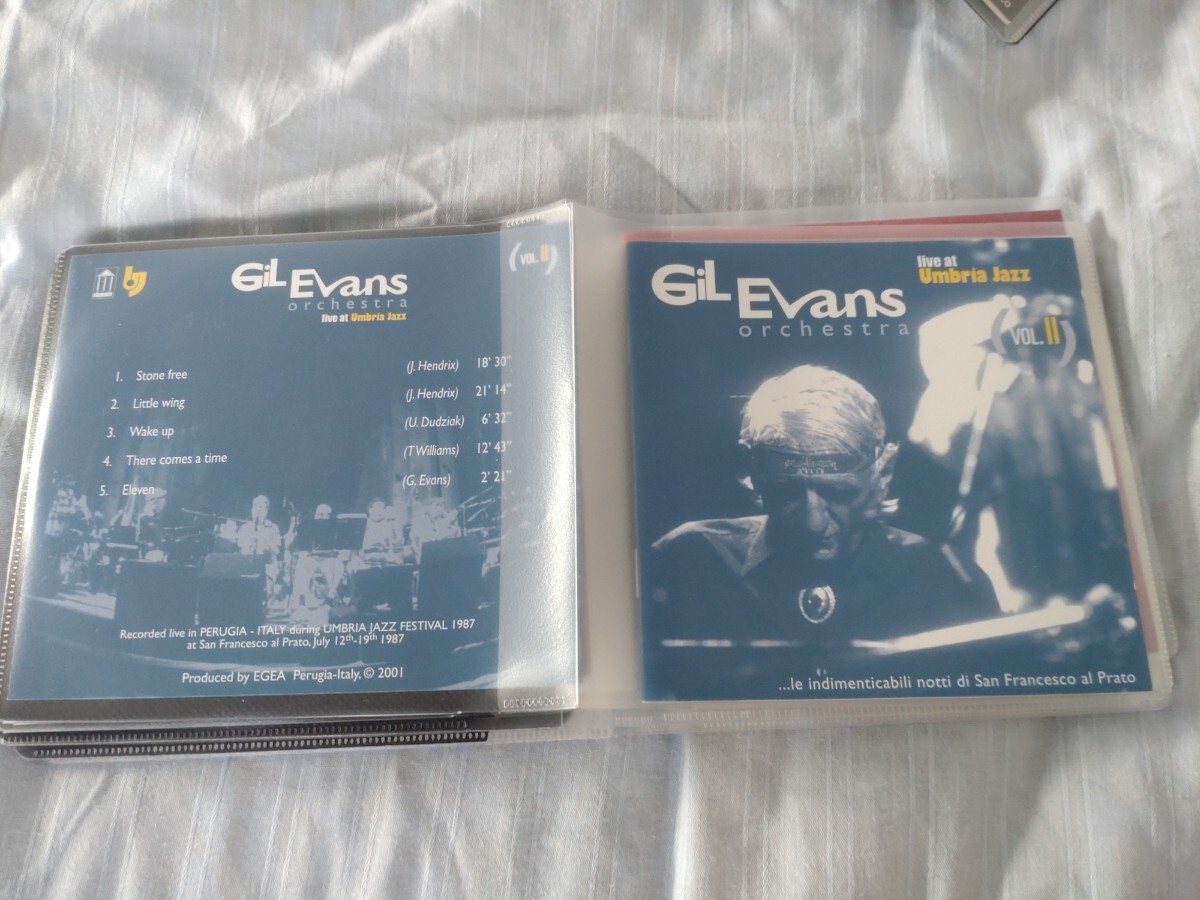 (VOL. II)
GiL Evans
orchestra
live at Umbria Jazz
1. Stone free (J. Hendrix) 18' 30"
2. Little wing (J. Hendrix) 21' 14"
3. Wake up (U. Dudziak) 6' 32"
4. There comes a time (T Williams) 12' 43"
5. Eleven (G. Evans) 2' 21"
Recorded live in PERUGIA - ITALY during UMBRIA JAZZ FESTIVAL 1987
at San Francesco al Prato, July 12th-19th 1987
Produced by EGEA Perugia-Italy, © 2001
GiL Evans
orchestra
live at
Umbria Jazz
(VOL. II)
...le indimenticabili notti di San Francesco al Prato